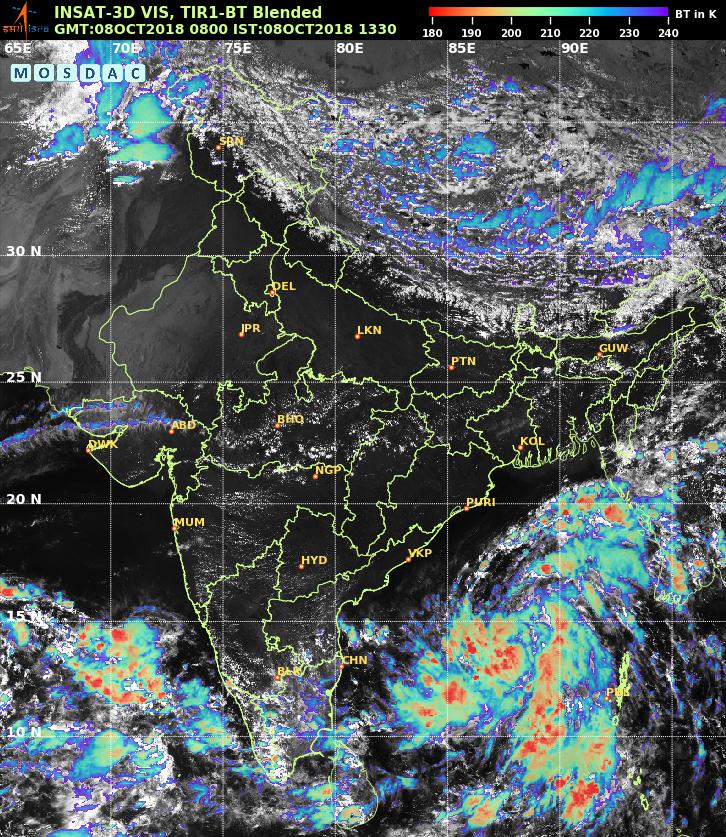 INSAT-3D VIS, TIR1-BT Blended
GMT:08OCT2018 0800 IST:08OCT2018 1330
BT in K
180 190 200 210 220 230 240
65E 70E 75E 80E 85E 90E
MOSDAC
SRN
30 N
DEL
JPR LKN
GUW
PTN
25 N
BHO
ABD
DWK KOL
NGP
20 N
PURI
MUM
VKP
HYD
15 N
CHN
BLR
PBL
10 N